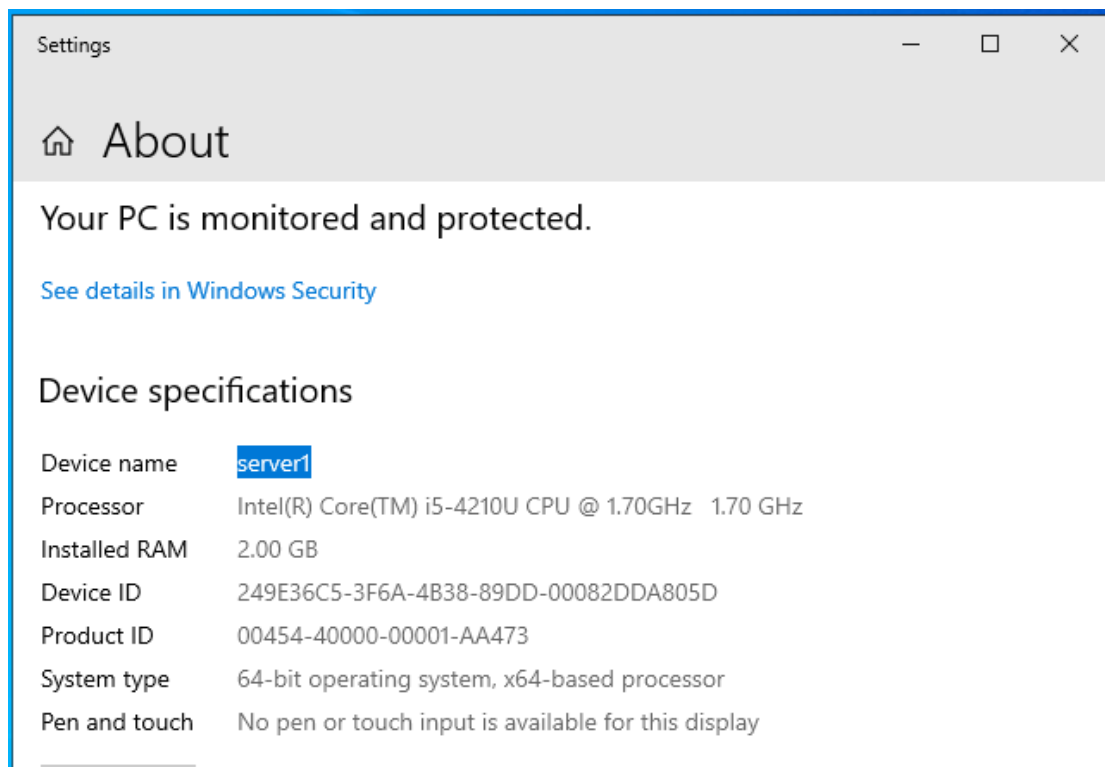 Settings
About
Your PC is monitored and protected.
See details in Windows Security
Device specifications
Device name server1
Processor Intel(R) Core(TM) i5-4210U CPU @ 1.70GHz 1.70 GHz
Installed RAM 2.00 GB
Device ID 249E36C5-3F6A-4B38-89DD-00082DDA805D
Product ID 00454-40000-00001-AA473
System type 64-bit operating system, x64-based processor
Pen and touch No pen or touch input is available for this display